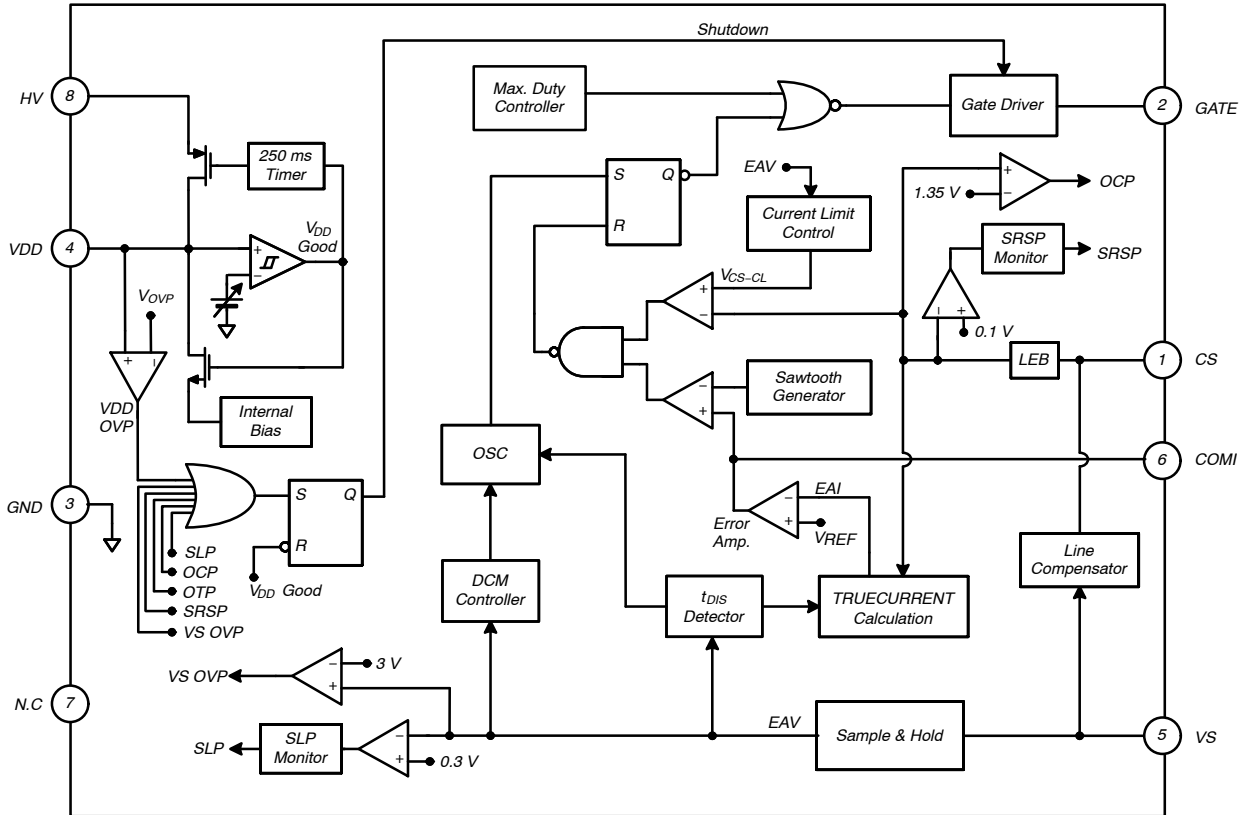 Shutdown
HV
8
Max. Duty
Controller
Gate Driver
2
GATE
250 ms
Timer
S
Q
R
EAV
+
1.35 V
−
OCP
Current Limit
Control
VDD
4
VDD
Good
+
−
SRSP
Monitor
SRSP
VCS−CL
+
−
VOVP
−
+
0.1 V
+
−
LEB
1
CS
Sawtooth
Generator
−
+
VDD
OVP
Internal
Bias
OSC
6
COMI
GND
3
S
Q
R
EAI
−
+
VREF
Error
Amp.
SLP
OCP
OTP
SRSP
VS OVP
VDD Good
DCM
Controller
tDIS
Detector
TRUECURRENT
Calculation
Line
Compensator
3 V
VS OVP
−
+
N.C
7
EAV
Sample & Hold
5
VS
SLP
SLP
Monitor
−
+
0.3 V